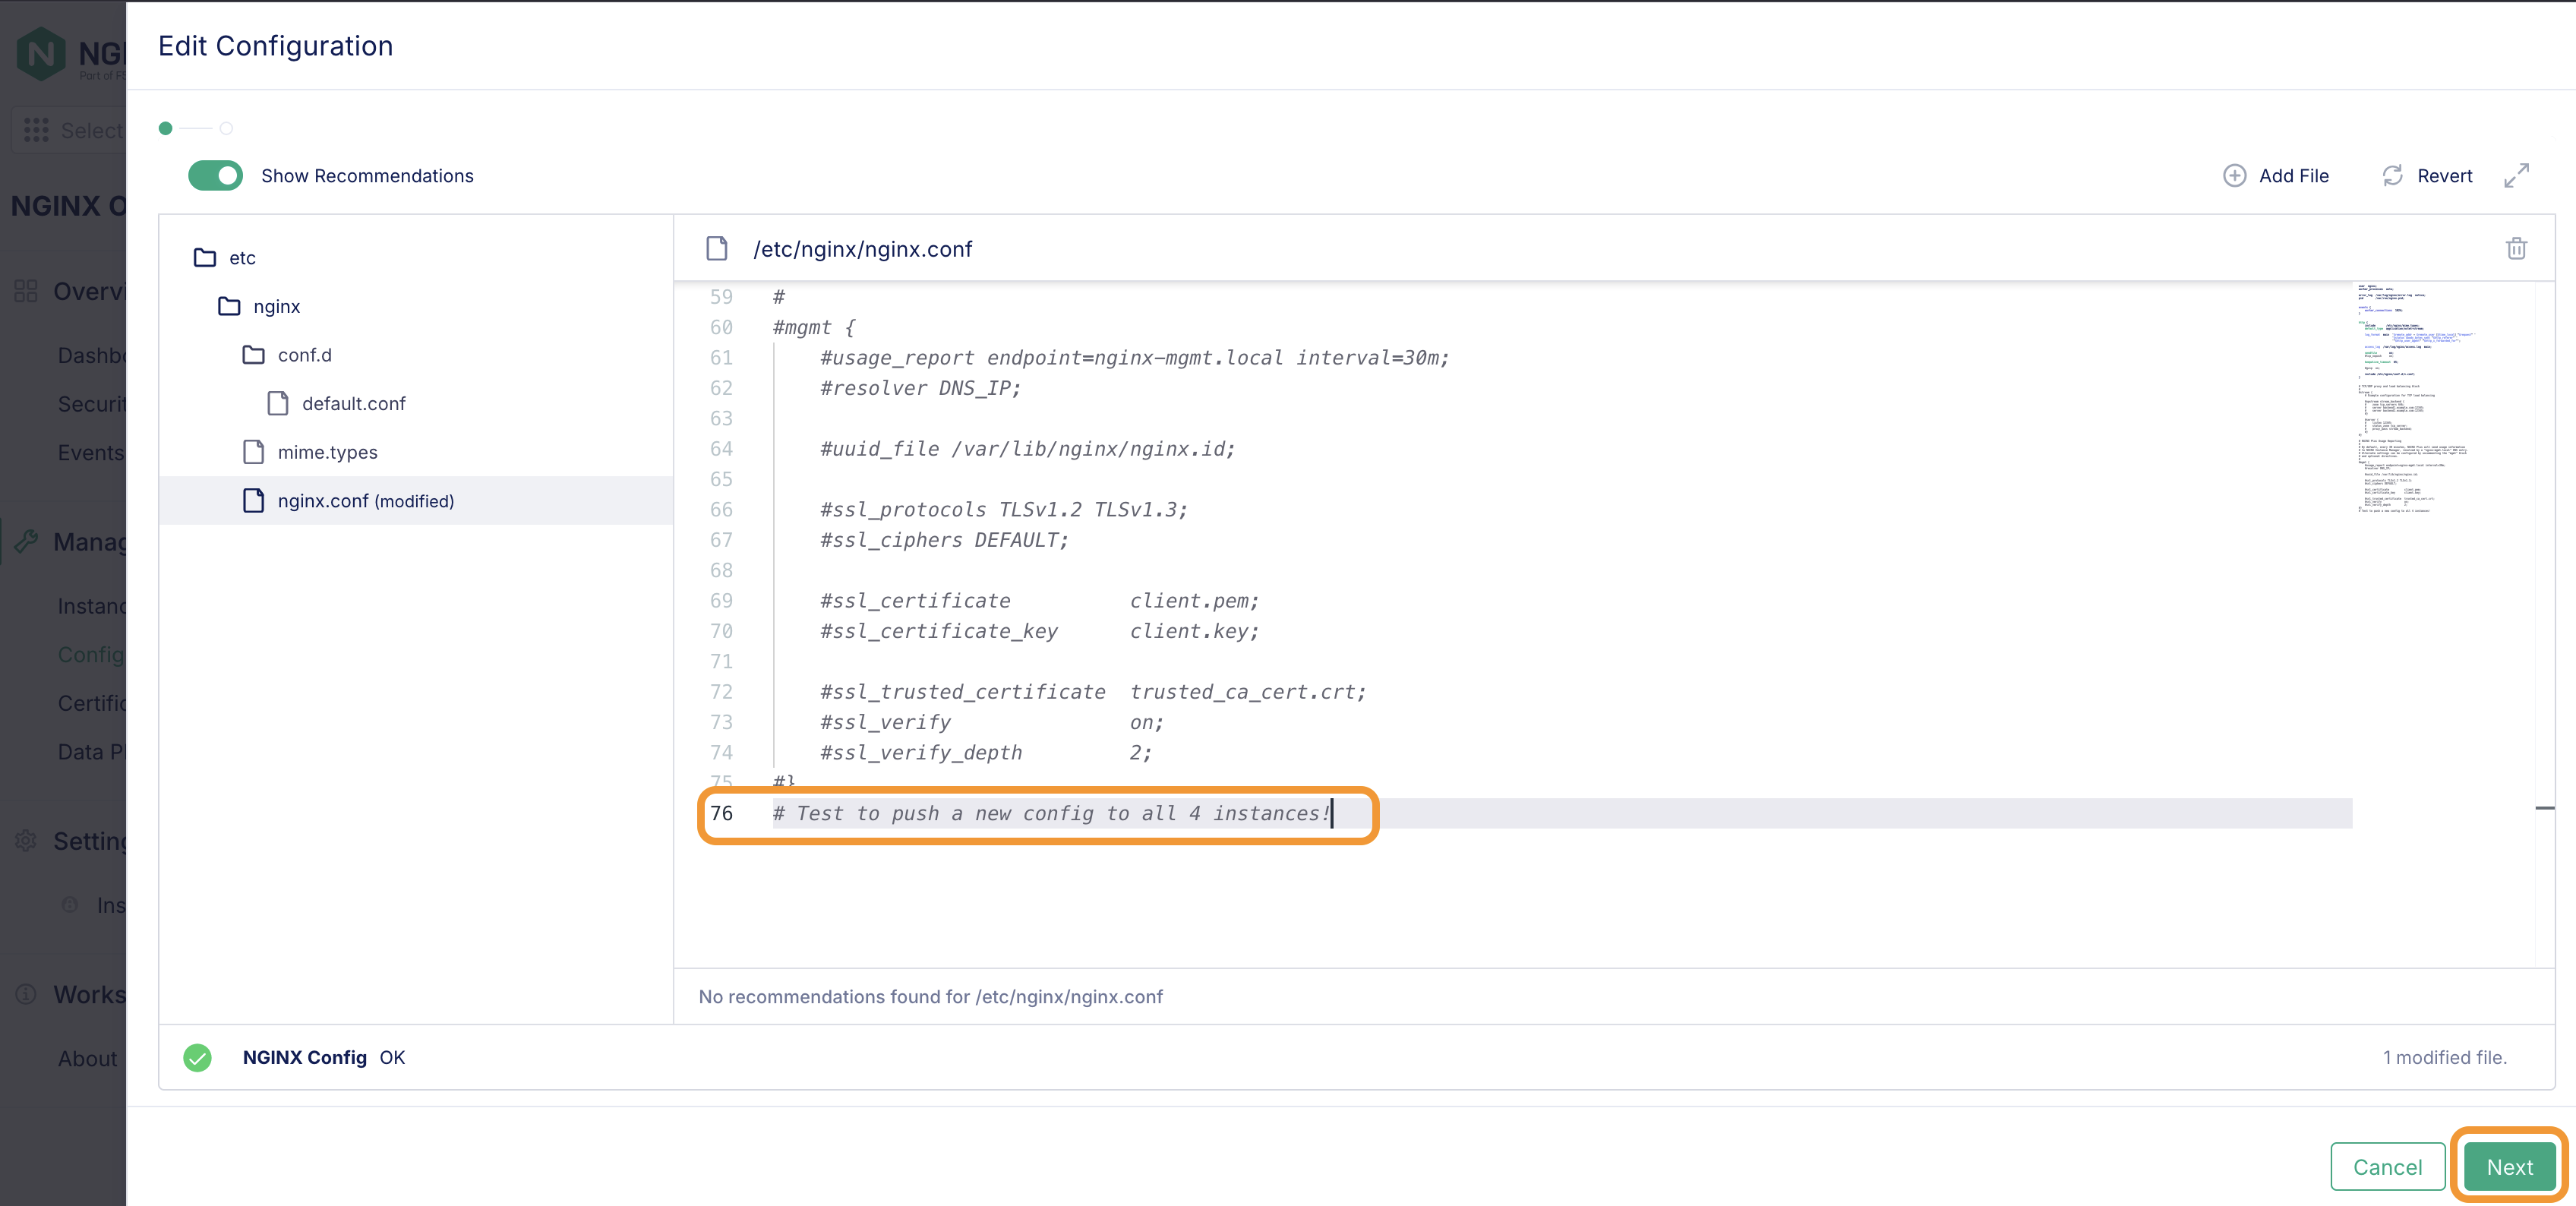 Edit Configuration
NGI
Part of F5
Select
Show Recommendations
Add File
Revert
NGINX O
etc
/etc/nginx/nginx.conf
nginx
conf.d
default.conf
mime.types
nginx.conf (modified)
Overvi
Dashbo
Securit
Events
Manag
Instanc
Config
Certific
Data Pl
Setting
Ins
Works
About
59 #
60 #mgmt {
61 #usage_report endpoint=nginx-mgmt.local interval=30m;
62 #resolver DNS_IP;
63
64 #uuid_file /var/lib/nginx/nginx.id;
65
66 #ssl_protocols TLSv1.2 TLSv1.3;
67 #ssl_ciphers DEFAULT;
68
69 #ssl_certificate client.pem;
70 #ssl_certificate_key client.key;
71
72 #ssl_trusted_certificate trusted_ca_cert.crt;
73 #ssl_verify on;
74 #ssl_verify_depth 2;
75 #}
76 # Test to push a new config to all 4 instances!
No recommendations found for /etc/nginx/nginx.conf
NGINX Config OK
1 modified file.
Cancel
Next